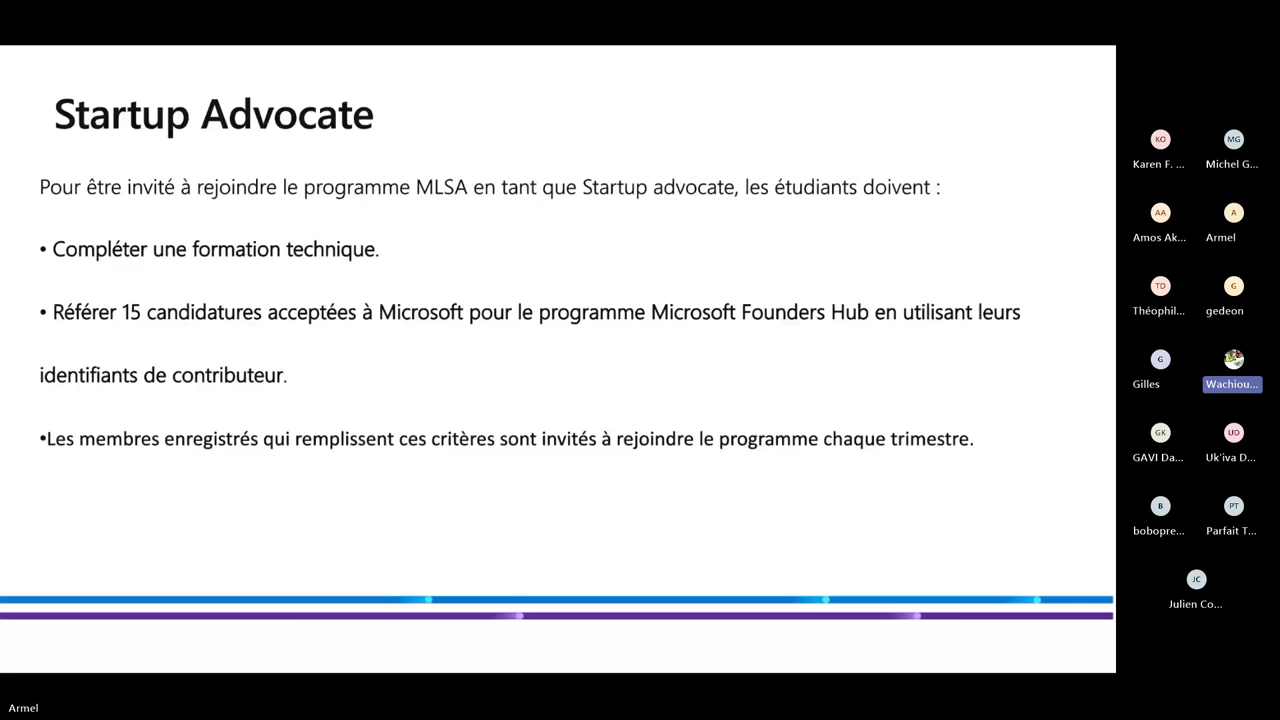 Startup Advocate
Pour être invité à rejoindre le programme MLSA en tant que Startup advocate, les étudiants doivent :
• Compléter une formation technique.
• Référer 15 candidatures acceptées à Microsoft pour le programme Microsoft Founders Hub en utilisant leurs
identifiants de contributeur.
•Les membres enregistrés qui remplissent ces critères sont invités à rejoindre le programme chaque trimestre.
KO MG
Karen F. ... Michel G...
AA A
Amos Ak... Armel
TD G
Théophil... gedeon
G
Gilles Wachiou...
GK UD
GAVI Da... Uk'iva D...
B PT
bobopre... Parfait T...
JC
Julien Co...
Armel